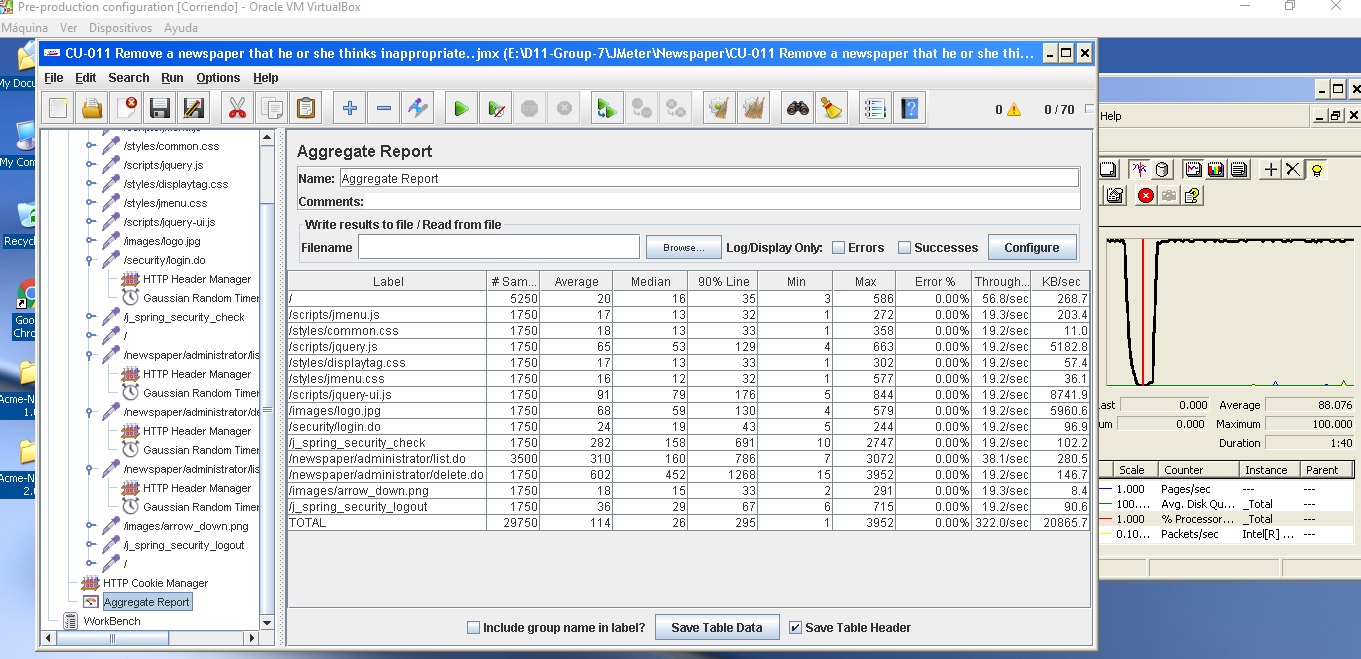 Pre-production configuration [Corriendo] - Oracle VM VirtualBox
Máquina Ver Dispositivos Ayuda
CU-011 Remove a newspaper that he or she thinks inappropriate..jmx (E:\D11-Group-7\JMeter\Newspaper\CU-011 Remove a newspaper that he or she thi...
File Edit Search Run Options Help
0 0 / 70
/styles/common.css
/scripts/jquery.js
/styles/displaytag.css
/styles/jmenu.css
/scripts/jquery-ui.js
/images/logo.jpg
/security/login.do
HTTP Header Manager
Gaussian Random Timer
/j_spring_security_check
/
/newspaper/administrator/lis
HTTP Header Manager
Gaussian Random Timer
/newspaper/administrator/de
HTTP Header Manager
Gaussian Random Timer
/newspaper/administrator/lis
HTTP Header Manager
Gaussian Random Timer
/images/arrow_down.png
/j_spring_security_logout
/
HTTP Cookie Manager
Aggregate Report
WorkBench
Aggregate Report
Name: Aggregate Report
Comments:
Write results to file / Read from file
Filename Browse... Log/Display Only: Errors Successes Configure
Label # Sam... Average Median 90% Line Min Max Error % Through... KB/sec
/ 5250 20 16 35 3 586 0.00% 56.8/sec 268.7
/scripts/jmenu.js 1750 17 13 32 1 272 0.00% 19.3/sec 203.4
/styles/common.css 1750 18 13 33 1 358 0.00% 19.2/sec 11.0
/scripts/jquery.js 1750 65 53 129 4 663 0.00% 19.2/sec 5182.8
/styles/displaytag.css 1750 17 13 33 1 302 0.00% 19.2/sec 57.4
/styles/jmenu.css 1750 16 12 32 1 577 0.00% 19.2/sec 36.1
/scripts/jquery-ui.js 1750 91 79 176 5 844 0.00% 19.2/sec 8741.9
/images/logo.jpg 1750 68 59 130 4 579 0.00% 19.2/sec 5960.6
/security/login.do 1750 24 19 43 5 244 0.00% 19.2/sec 96.9
/j_spring_security_check 1750 282 158 691 10 2747 0.00% 19.2/sec 102.2
/newspaper/administrator/list.do 3500 310 160 786 7 3072 0.00% 38.1/sec 280.5
/newspaper/administrator/delete.do 1750 602 452 1268 15 3952 0.00% 19.2/sec 146.7
/images/arrow_down.png 1750 18 15 33 2 291 0.00% 19.3/sec 8.4
/j_spring_security_logout 1750 36 29 67 6 715 0.00% 19.2/sec 90.6
TOTAL 29750 114 26 295 1 3952 0.00% 322.0/sec 20865.7
Include group name in label? Save Table Data Save Table Header
My Docu
My Com
Recycl
Goo
Chro
Acme-N
1.
Acme-N
2.
Help
ast 0.000 Average 88.076
um 0.000 Maximum 100.000
Duration 1:40
Scale Counter Instance Parent
1.000 Pages/sec --- ---
100.... Avg. Disk Qu... _Total ---
1.000 % Processor... _Total ---
0.10... Packets/sec Intel[R] ... ---